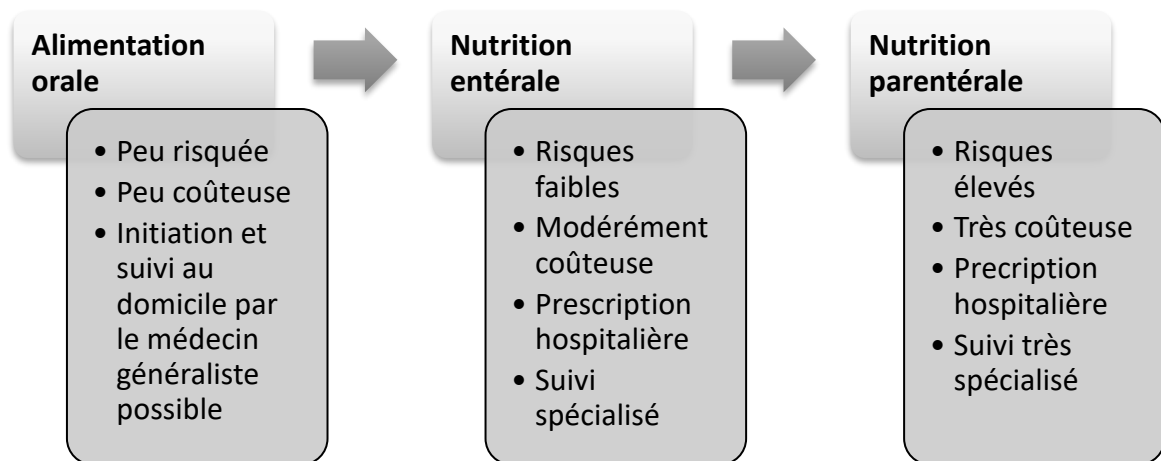 Alimentation
orale
• Peu risquée
• Peu coûteuse
• Initiation et
suivi au
domicile par
le médecin
généraliste
possible
Nutrition
entérale
• Risques
faibles
• Modérément
coûteuse
• Prescription
hospitalière
• Suivi
spécialisé
Nutrition
parentérale
• Risques
élevés
• Très coûteuse
• Precription
hospitalière
• Suivi très
spécialisé